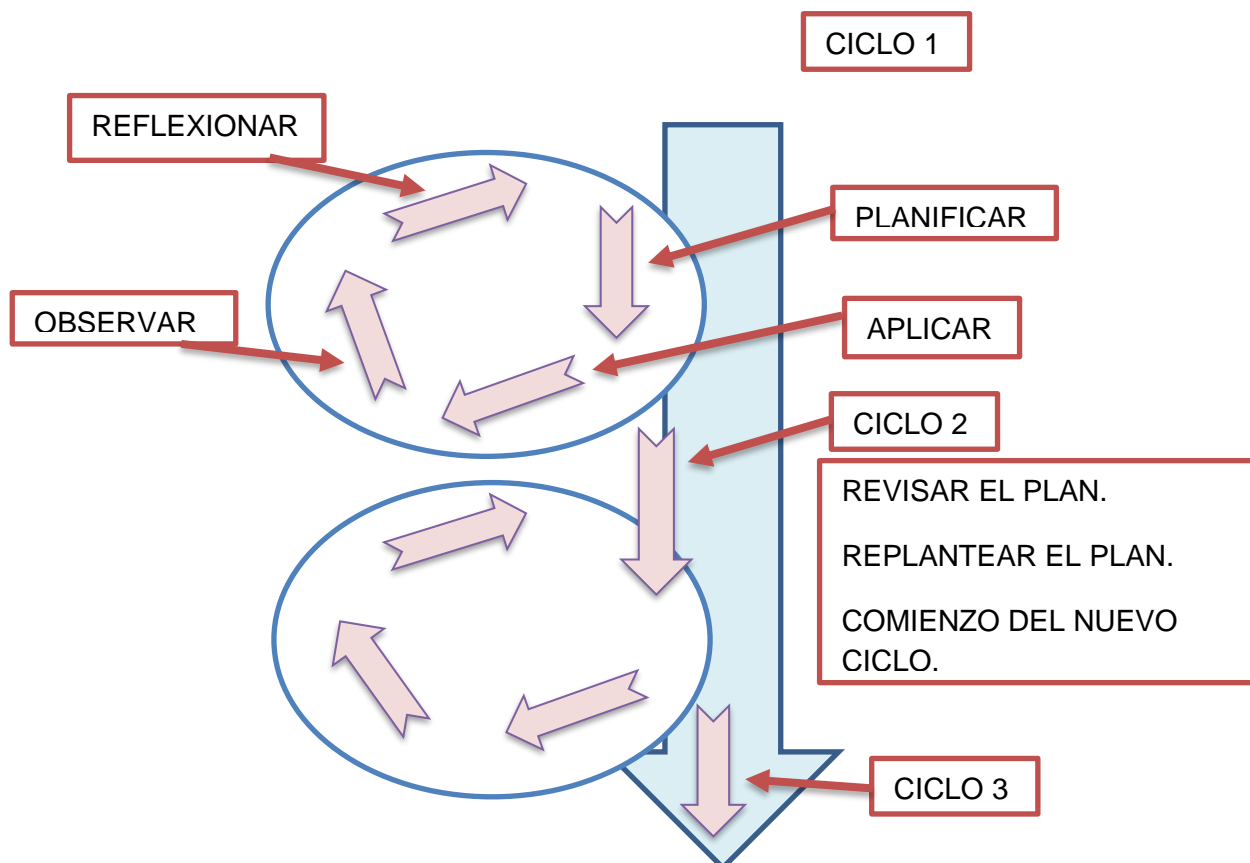 CICLO 1
REFLEXIONAR
PLANIFICAR
OBSERVAR
APLICAR
CICLO 2
REVISAR EL PLAN.
REPLANTEAR EL PLAN.
COMIENZO DEL NUEVO
CICLO.
CICLO 3